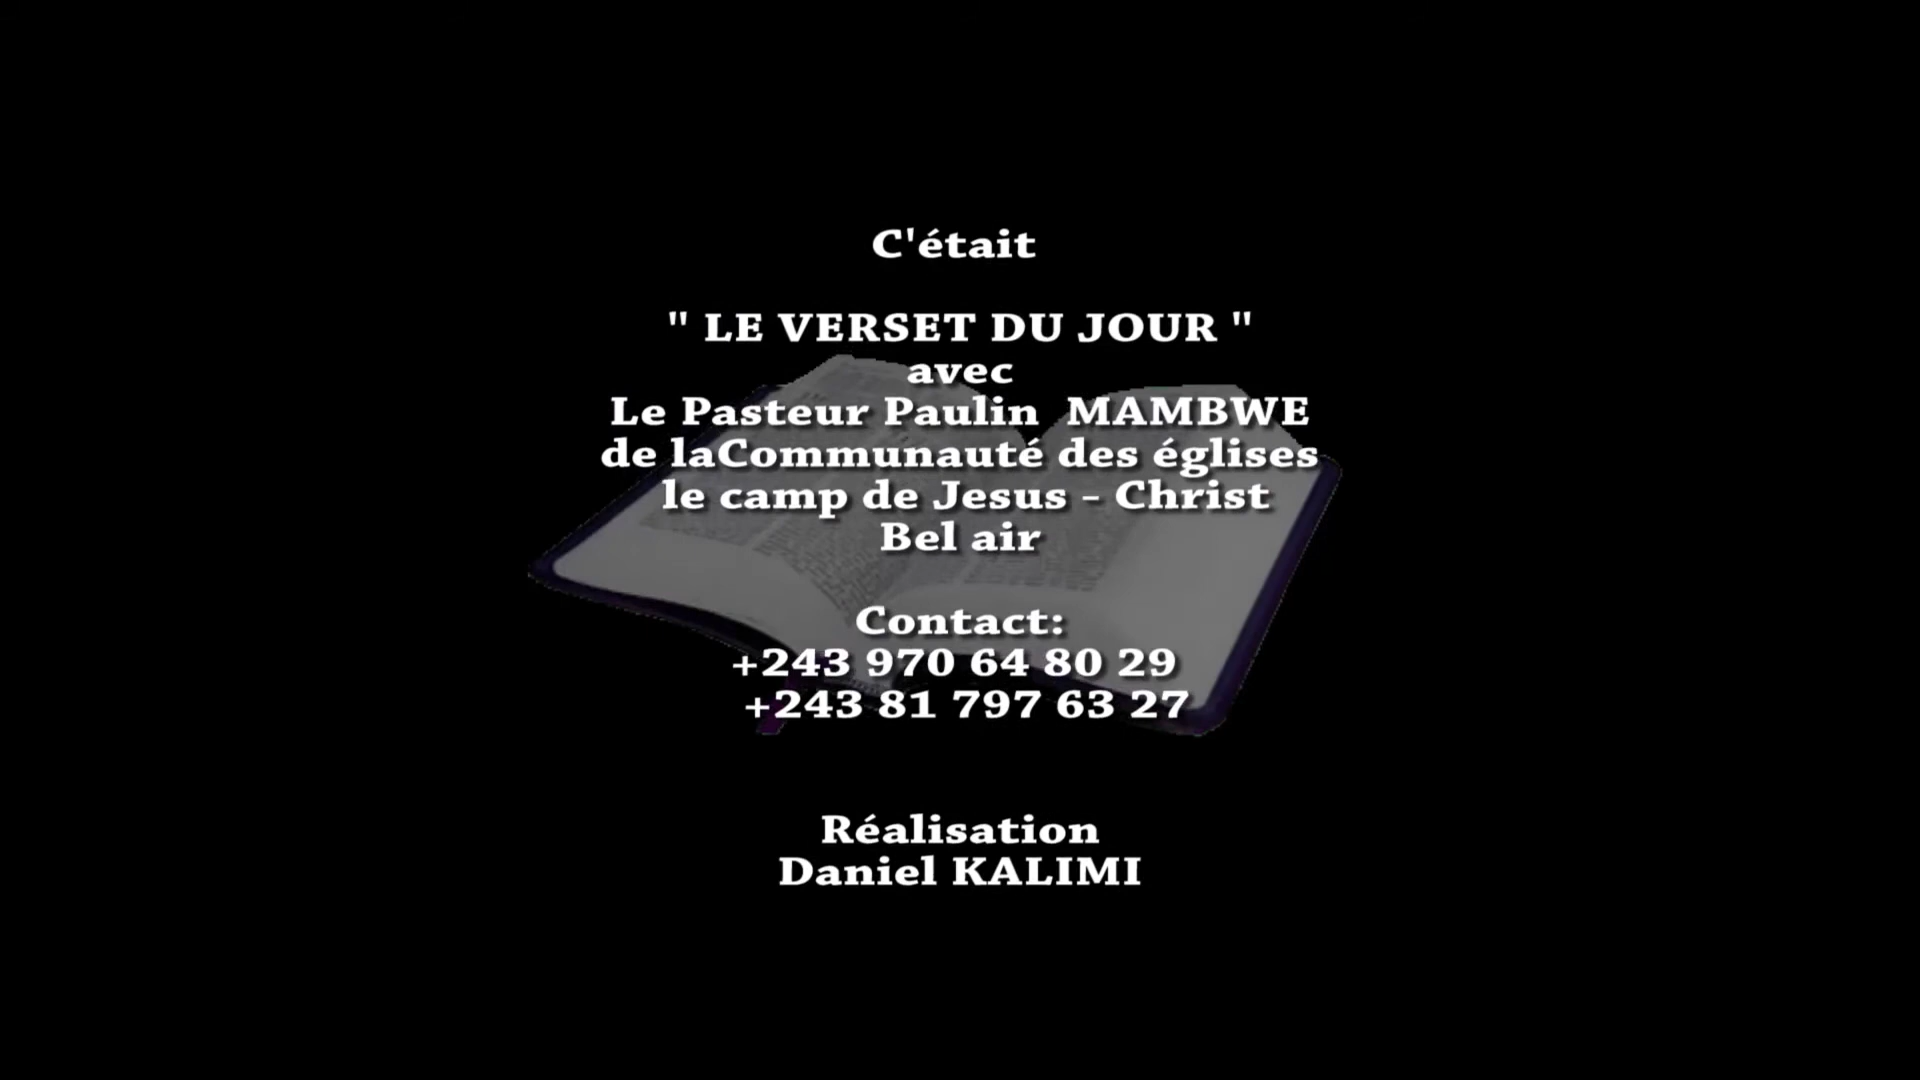 C'était
" LE VERSET DU JOUR "
avec
Le Pasteur Paulin  MAMBWE
de laCommunauté des églises
le camp de Jesus - Christ
Bel air
Contact:
+243 970 64 80 29
+243 81 797 63 27
Réalisation
Daniel KALIMI